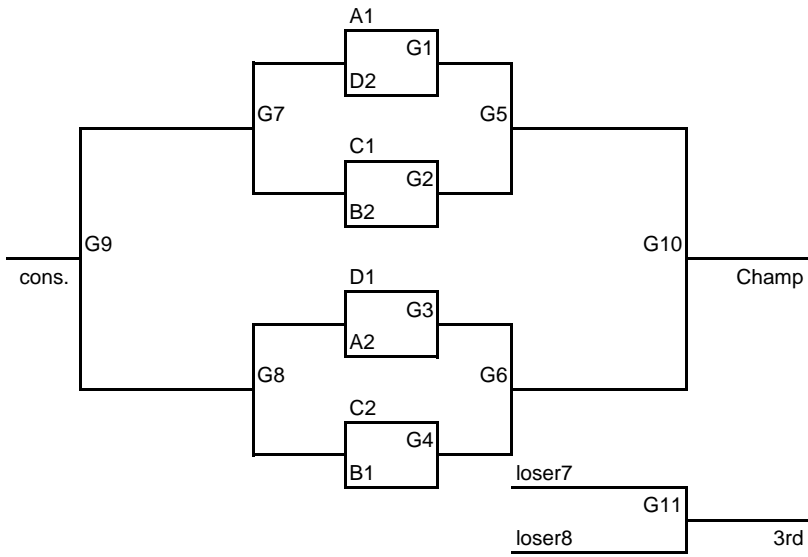 A1
G1
D2
G7
G5
C1
G2
B2
G9
G10
cons.
Champ
D1
G3
A2
G8
G6
C2
G4
B1
loser7
G11
loser8
3rd